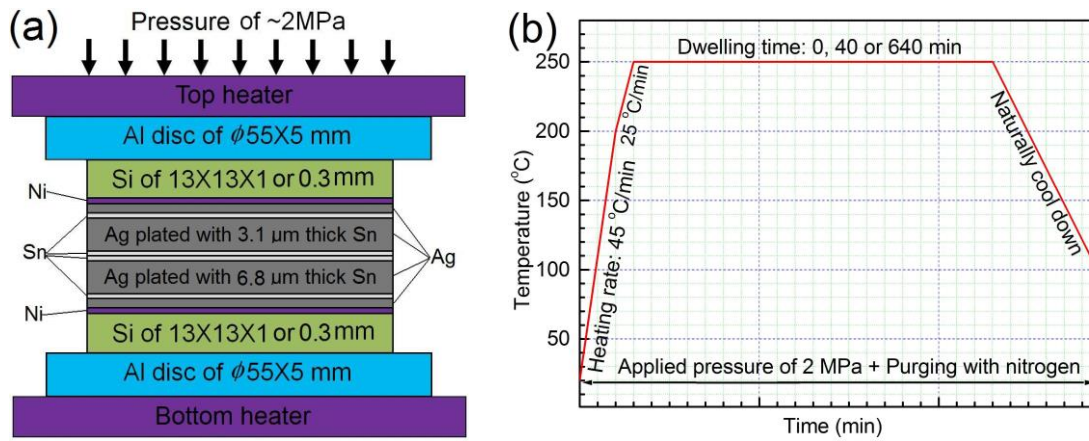 (a)
Pressure of ~2MPa
Top heater
Al disc of ϕ55X5 mm
Si of 13X13X1 or 0.3mm
Ni
Ag plated with 3.1 µm thick Sn
Sn
Ag
Ag plated with 6.8 µm thick Sn
Ni
Si of 13X13X1 or 0.3mm
Al disc of ϕ55X5 mm
Bottom heater
(b)
Dwelling time: 0, 40 or 640 min
250
200
150
100
50
Temperature (°C)
Heating rate: 45 °C/min 25 °C/min
Naturally cool down
Applied pressure of 2 MPa + Purging with nitrogen
Time (min)